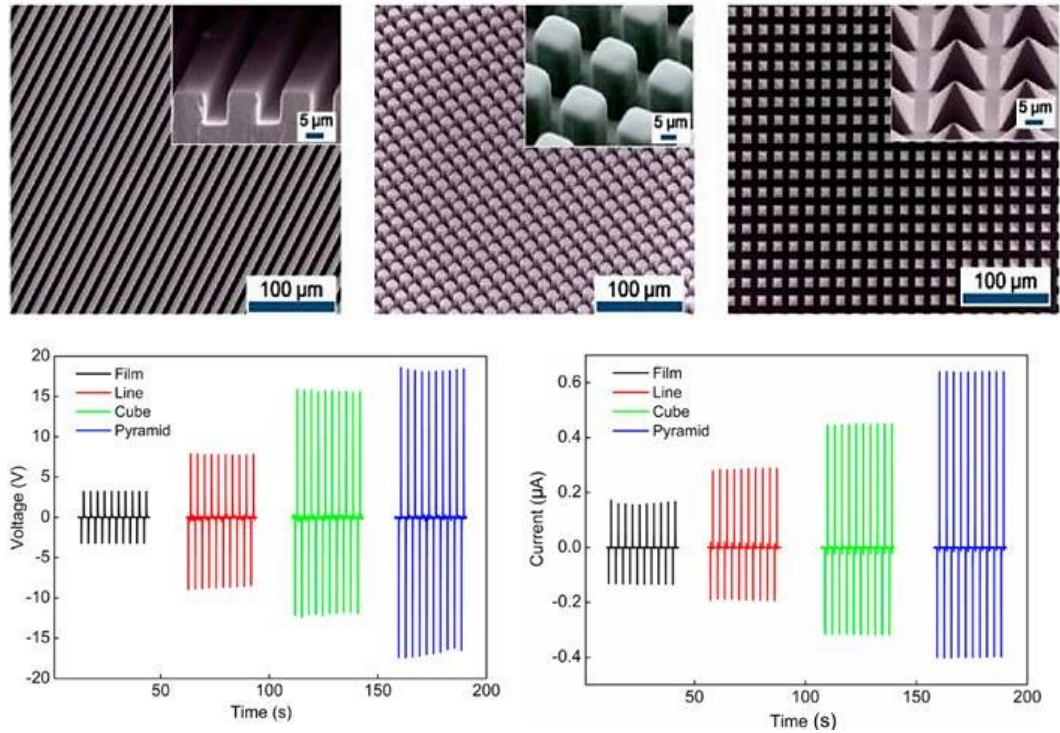 5 µm
100 µm
5 µm
100 µm
5 µm
100 µm
20
15
10
5
0
-5
-10
-15
-20
Voltage (V)
Film
Line
Cube
Pyramid
50
100
150
200
Time (s)
0.6
0.4
0.2
0.0
-0.2
-0.4
Current (µA)
Film
Line
Cube
Pyramid
50
100
150
200
Time (s)